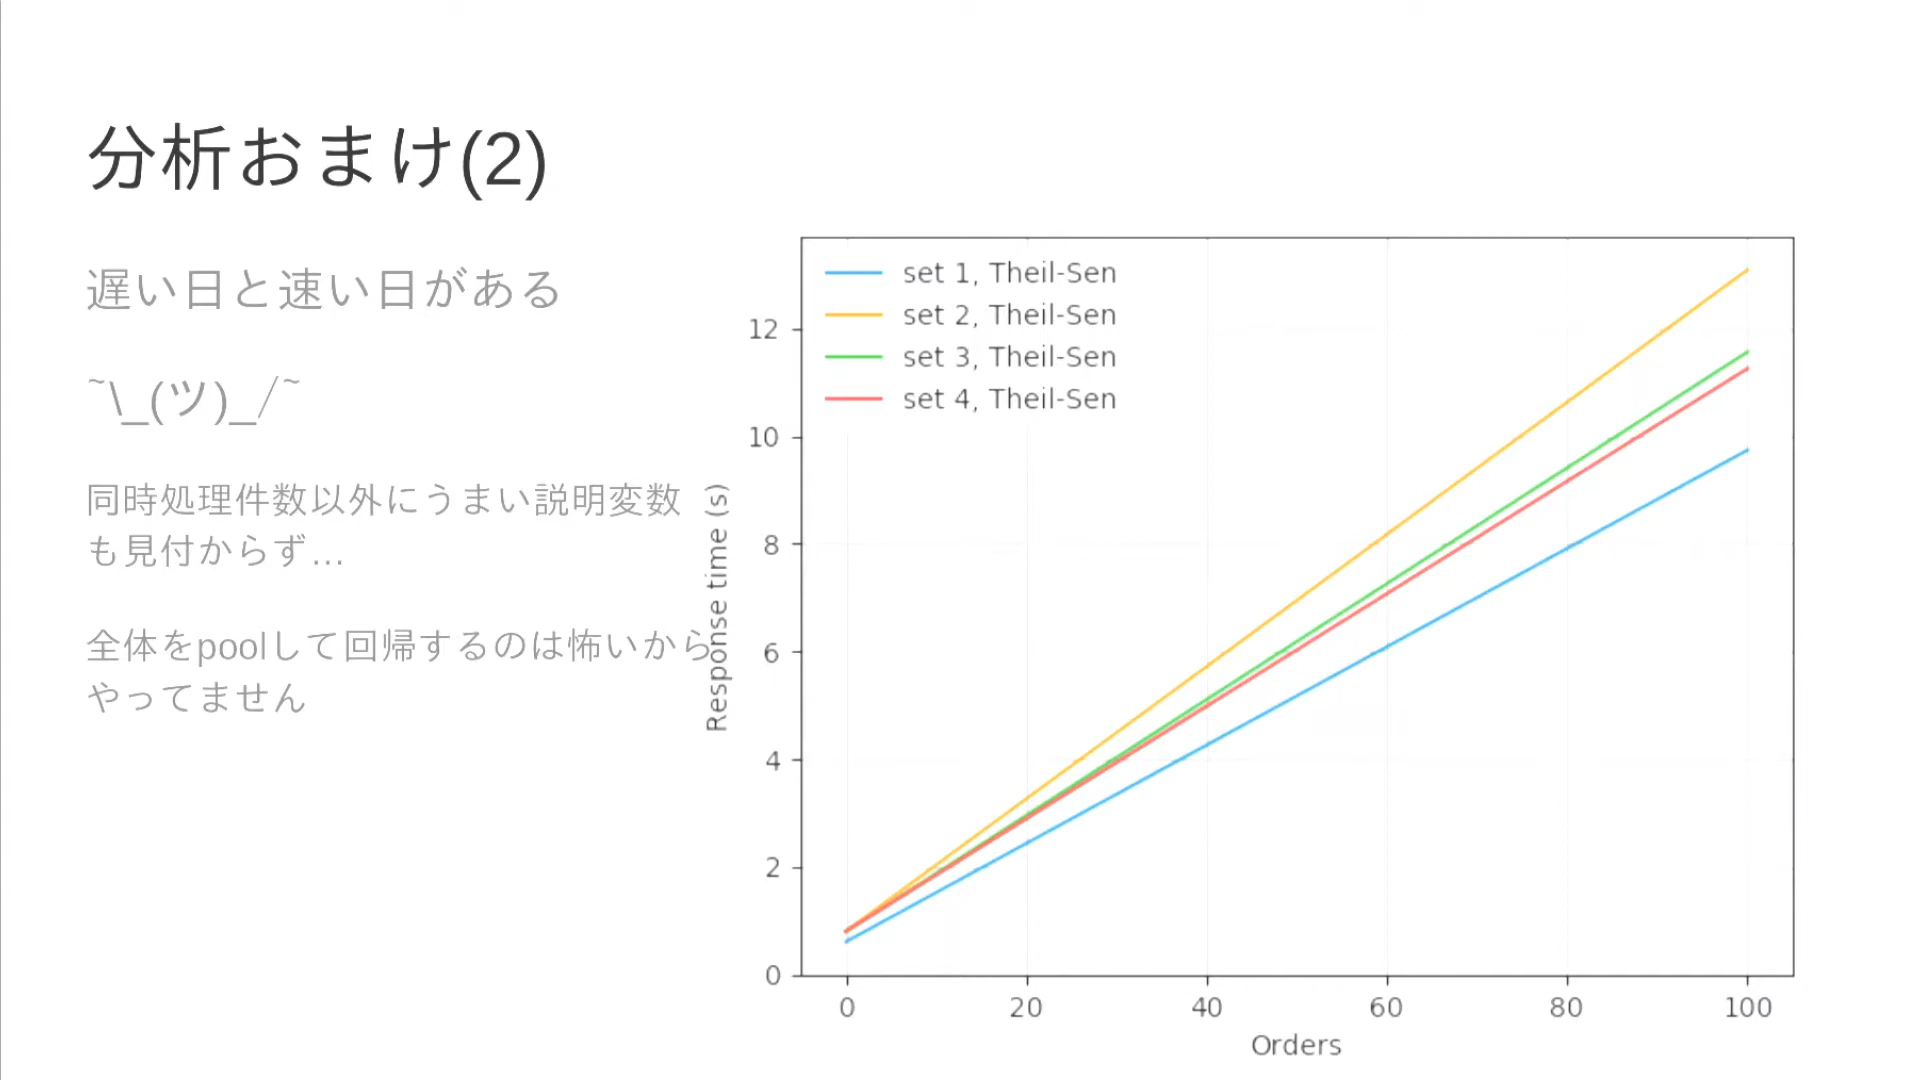 分析おまけ(2)
遅い日と速い日がある
~\_(ツ)_/~
同時処理件数以外にうまい説明変数
も見付からず...
全体をpoolして回帰するのは怖いから
やってません
set 1, Theil-Sen
set 2, Theil-Sen
set 3, Theil-Sen
set 4, Theil-Sen
Response time (s)
12
10
8
6
4
2
0
0 20 40 60 80 100
Orders